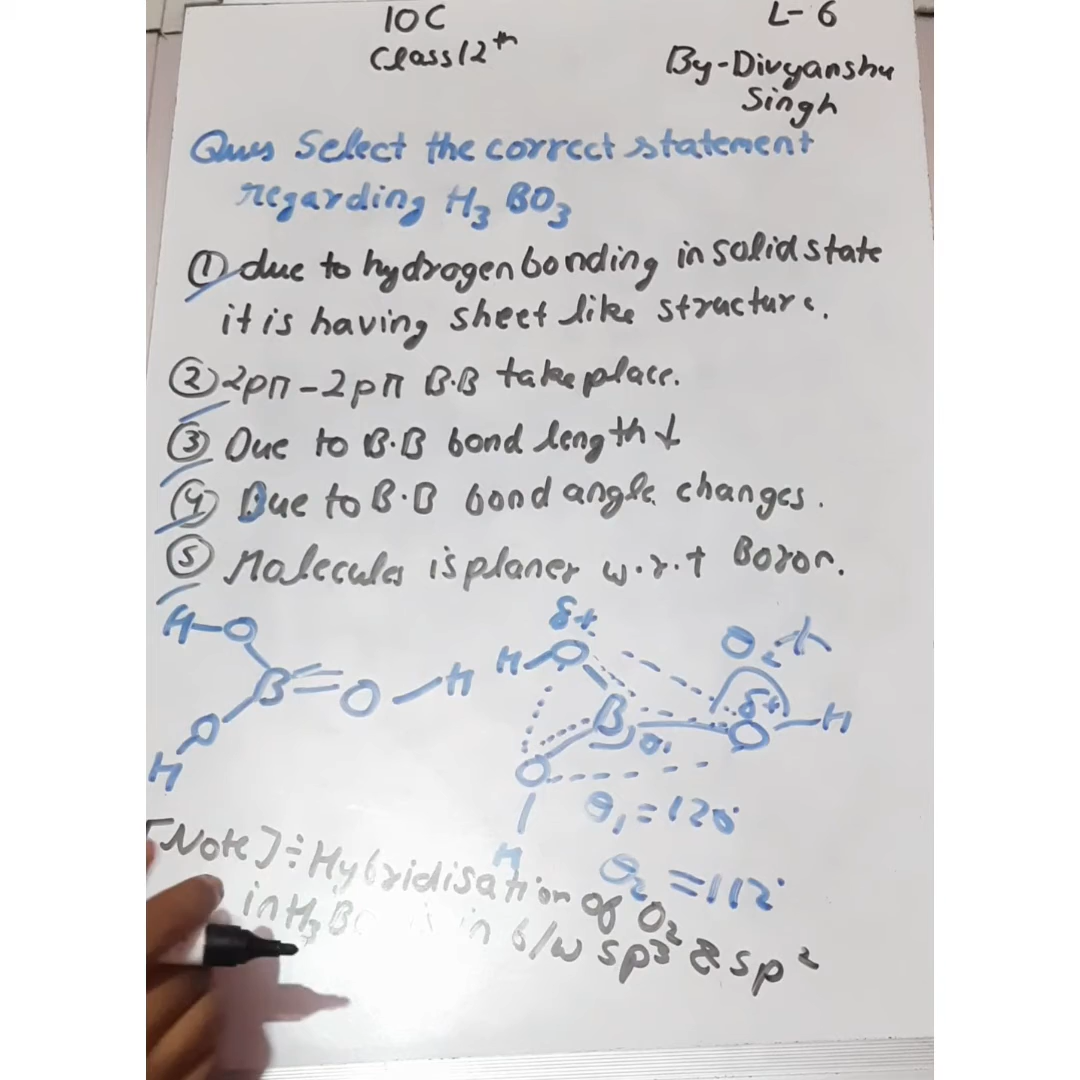 IOC
L-6
Class 12th
By-Divyanshu
Singh
Ques Select the correct statement
regarding H3 BO3
① due to hydrogen bonding in solid state
it is having sheet like structure.
② 2pπ-2pπ B.B take place.
③ Due to B.B bond length ↓
④ Due to B.B bond angle changes.
⑤ Molecules is planer w.r.t Boron.
H-O
B=O-H
O
H
δ+
H-O
B
O-H
δ+
θ2 ↑
θ1
O
H
θ1=120°
θ2=112°
[Note]÷Hybridisation of O2
in H3B in b/w sp3 & sp2